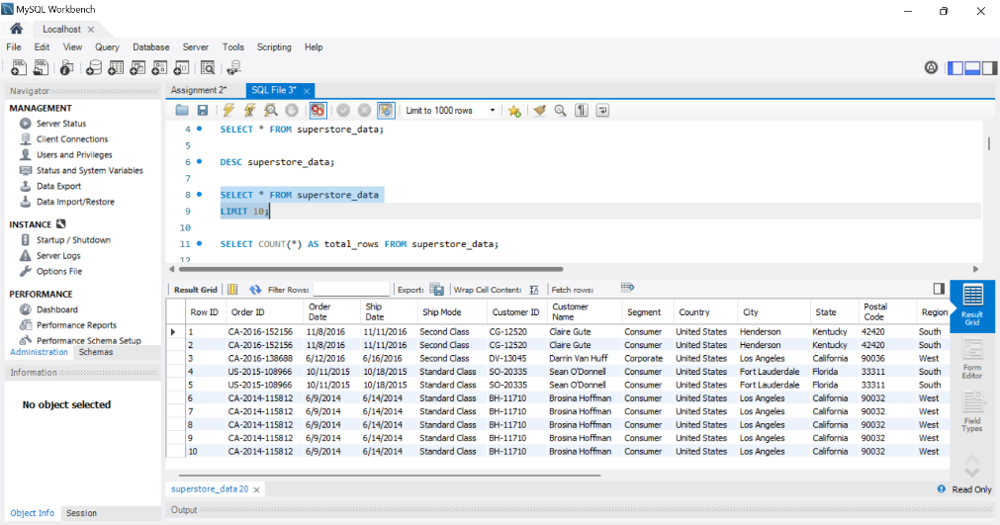 MySQL Workbench
Localhost
File Edit View Query Database Server Tools Scripting Help
Navigator
MANAGEMENT
Server Status
Client Connections
Users and Privileges
Status and System Variables
Data Export
Data Import/Restore
INSTANCE
Startup / Shutdown
Server Logs
Options File
PERFORMANCE
Dashboard
Performance Reports
Performance Schema Setup
Administration Schemas
Information
No object selected
Object Info Session
Assignment 2* SQL File 3*
Limit to 1000 rows
4 SELECT * FROM superstore_data;
5
6 DESC superstore_data;
7
8 SELECT * FROM superstore_data
9 LIMIT 10;
10
11 SELECT COUNT(*) AS total_rows FROM superstore_data;
12
Result Grid Filter Rows: Export: Wrap Cell Content: Fetch rows:
Row ID Order ID Order Date Ship Date Ship Mode Customer ID Customer Name Segment Country City State Postal Code Region
1 CA-2016-152156 11/8/2016 11/11/2016 Second Class CG-12520 Claire Gute Consumer United States Henderson Kentucky 42420 South
2 CA-2016-152156 11/8/2016 11/11/2016 Second Class CG-12520 Claire Gute Consumer United States Henderson Kentucky 42420 South
3 CA-2016-138688 6/12/2016 6/16/2016 Second Class DV-13045 Darrin Van Huff Corporate United States Los Angeles California 90036 West
4 US-2015-108966 10/11/2015 10/18/2015 Standard Class SO-20335 Sean O'Donnell Consumer United States Fort Lauderdale Florida 33311 South
5 US-2015-108966 10/11/2015 10/18/2015 Standard Class SO-20335 Sean O'Donnell Consumer United States Fort Lauderdale Florida 33311 South
6 CA-2014-115812 6/9/2014 6/14/2014 Standard Class BH-11710 Brosina Hoffman Consumer United States Los Angeles California 90032 West
7 CA-2014-115812 6/9/2014 6/14/2014 Standard Class BH-11710 Brosina Hoffman Consumer United States Los Angeles California 90032 West
8 CA-2014-115812 6/9/2014 6/14/2014 Standard Class BH-11710 Brosina Hoffman Consumer United States Los Angeles California 90032 West
9 CA-2014-115812 6/9/2014 6/14/2014 Standard Class BH-11710 Brosina Hoffman Consumer United States Los Angeles California 90032 West
10 CA-2014-115812 6/9/2014 6/14/2014 Standard Class BH-11710 Brosina Hoffman Consumer United States Los Angeles California 90032 West
Result
Grid
Form
Editor
Field
Types
superstore_data 20
Read Only
Output